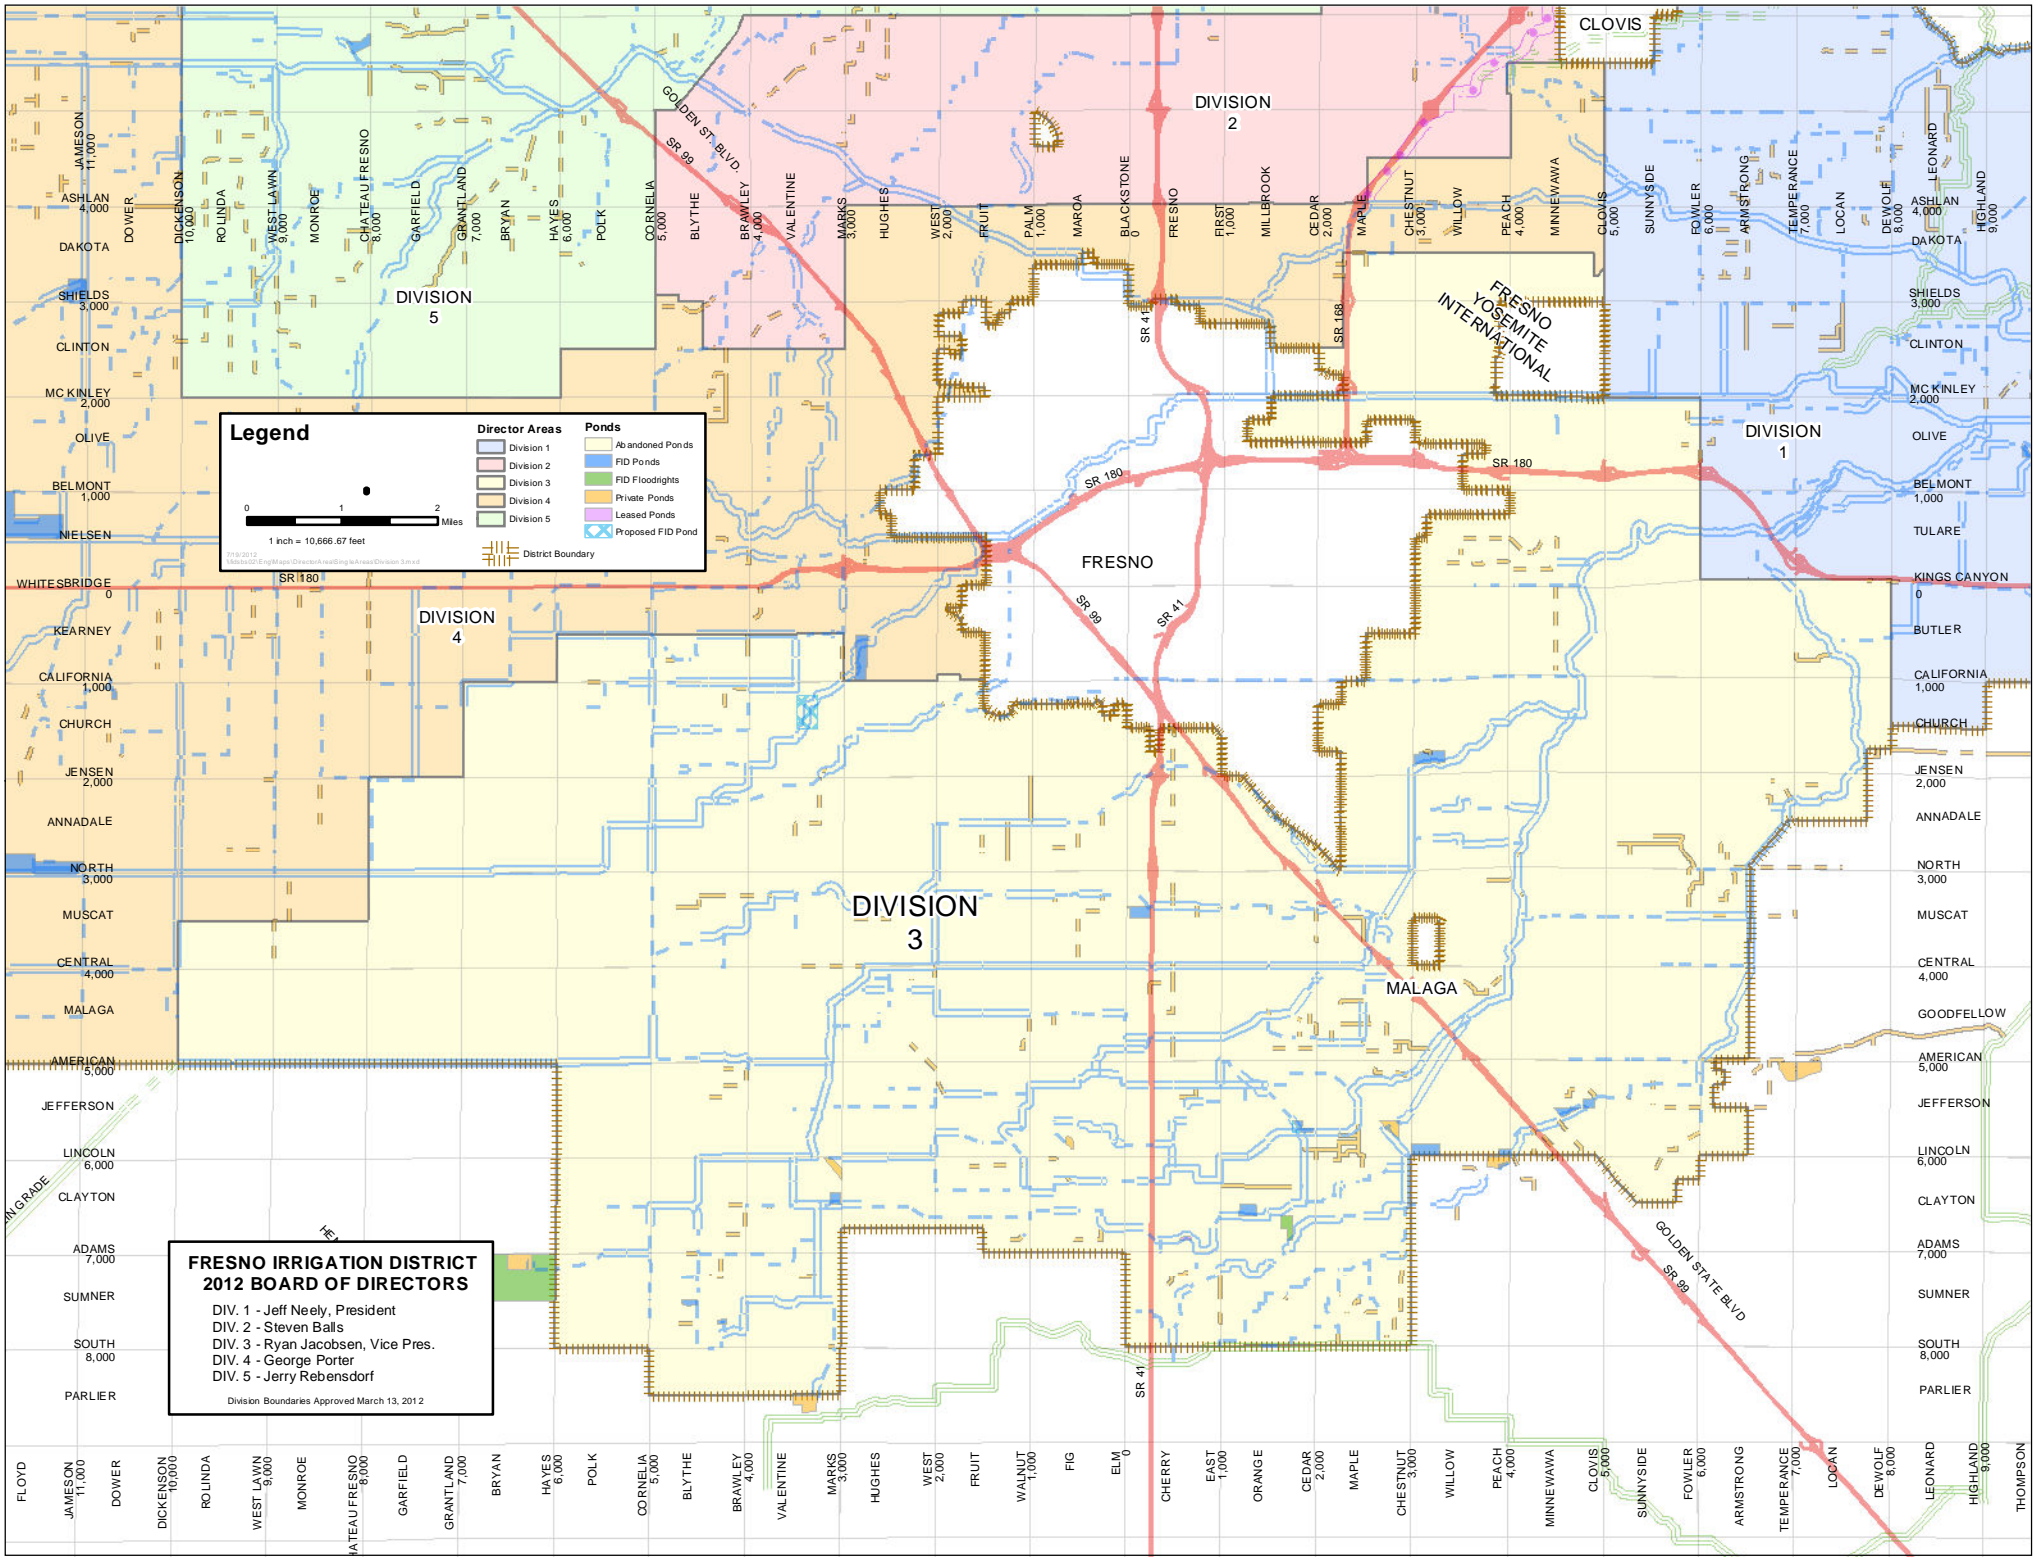 CLOVIS
DIVISION
2
GOLDEN ST. BLVD.
SR 99
JAMESON
11,000
DOWER
DICKENSON
10,000
ROLINDA
WEST LAWN
9,000
MONROE
CHATEAU FRESNO
8,000
GARFIELD
GRANTLAND
7,000
BRYAN
HAYES
6,000
POLK
CORNELIA
5,000
BLYTHE
BRAWLEY
4,000
VALENTINE
MARKS
3,000
HUGHES
WEST
2,000
FRUIT
PALM
1,000
MAROA
BLACKSTONE
0
FRESNO
FIRST
1,000
MILLBROOK
CEDAR
2,000
MAPLE
CHESTNUT
3,000
WILLOW
PEACH
4,000
MINNEWAWA
CLOVIS
5,000
SUNNYSIDE
FOWLER
6,000
ARMSTRONG
TEMPERANCE
7,000
LOCAN
DEWOLF
8,000
LEONARD
HIGHLAND
9,000
ASHLAN
4,000
DAKOTA
SHIELDS
3,000
CLINTON
MC KINLEY
2,000
OLIVE
BELMONT
1,000
NIELSEN
WHITESBRIDGE
0
KEARNEY
CALIFORNIA
1,000
CHURCH
JENSEN
2,000
ANNADALE
NORTH
3,000
MUSCAT
CENTRAL
4,000
MALAGA
AMERICAN
5,000
JEFFERSON
LINCOLN
6,000
CLAYTON
ADAMS
7,000
SUMNER
SOUTH
8,000
PARLIER
DIVISION
5
SR 41
SR 168
FRESNO
YOSEMITE
INTERNATIONAL
DIVISION
1
Legend
0 1 2
Miles
1 inch = 10,666.67 feet
7/19/2012
Director Areas
Division 1
Division 2
Division 3
Division 4
Division 5
Ponds
Abandoned Ponds
FID Ponds
FID Floodrights
Private Ponds
Leased Ponds
Proposed FID Pond
District Boundary
SR 180
SR 180
SR 180
FRESNO
SR 99
SR 41
DIVISION
4
DIVISION
3
MALAGA
ASHLAN
4,000
DAKOTA
SHIELDS
3,000
CLINTON
MC KINLEY
2,000
OLIVE
BELMONT
1,000
TULARE
KINGS CANYON
0
BUTLER
CALIFORNIA
1,000
CHURCH
JENSEN
2,000
ANNADALE
NORTH
3,000
MUSCAT
CENTRAL
4,000
GOODFELLOW
AMERICAN
5,000
JEFFERSON
LINCOLN
6,000
CLAYTON
ADAMS
7,000
SUMNER
SOUTH
8,000
PARLIER
IN GRADE
HEN
FRESNO IRRIGATION DISTRICT
2012 BOARD OF DIRECTORS
DIV. 1 - Jeff Neely, President
DIV. 2 - Steven Balls
DIV. 3 - Ryan Jacobsen, Vice Pres.
DIV. 4 - George Porter
DIV. 5 - Jerry Rebensdorf
Division Boundaries Approved March 13, 2012
GOLDEN STATE BLVD
SR 99
SR 41
FLOYD
JAMESON
11,000
DOWER
DICKENSON
10,000
ROLINDA
WEST LAWN
9,000
MONROE
HATEAU FRESNO
8,000
GARFIELD
GRANTLAND
7,000
BRYAN
HAYES
6,000
POLK
CORNELIA
5,000
BLYTHE
BRAWLEY
4,000
VALENTINE
MARKS
3,000
HUGHES
WEST
2,000
FRUIT
WALNUT
1,000
FIG
ELM
0
CHERRY
EAST
1,000
ORANGE
CEDAR
2,000
MAPLE
CHESTNUT
3,000
WILLOW
PEACH
4,000
MINNEWAWA
CLOVIS
5,000
SUNNYSIDE
FOWLER
6,000
ARMSTRONG
TEMPERANCE
7,000
LOCAN
DEWOLF
8,000
LEONARD
HIGHLAND
9,000
THOMPSON